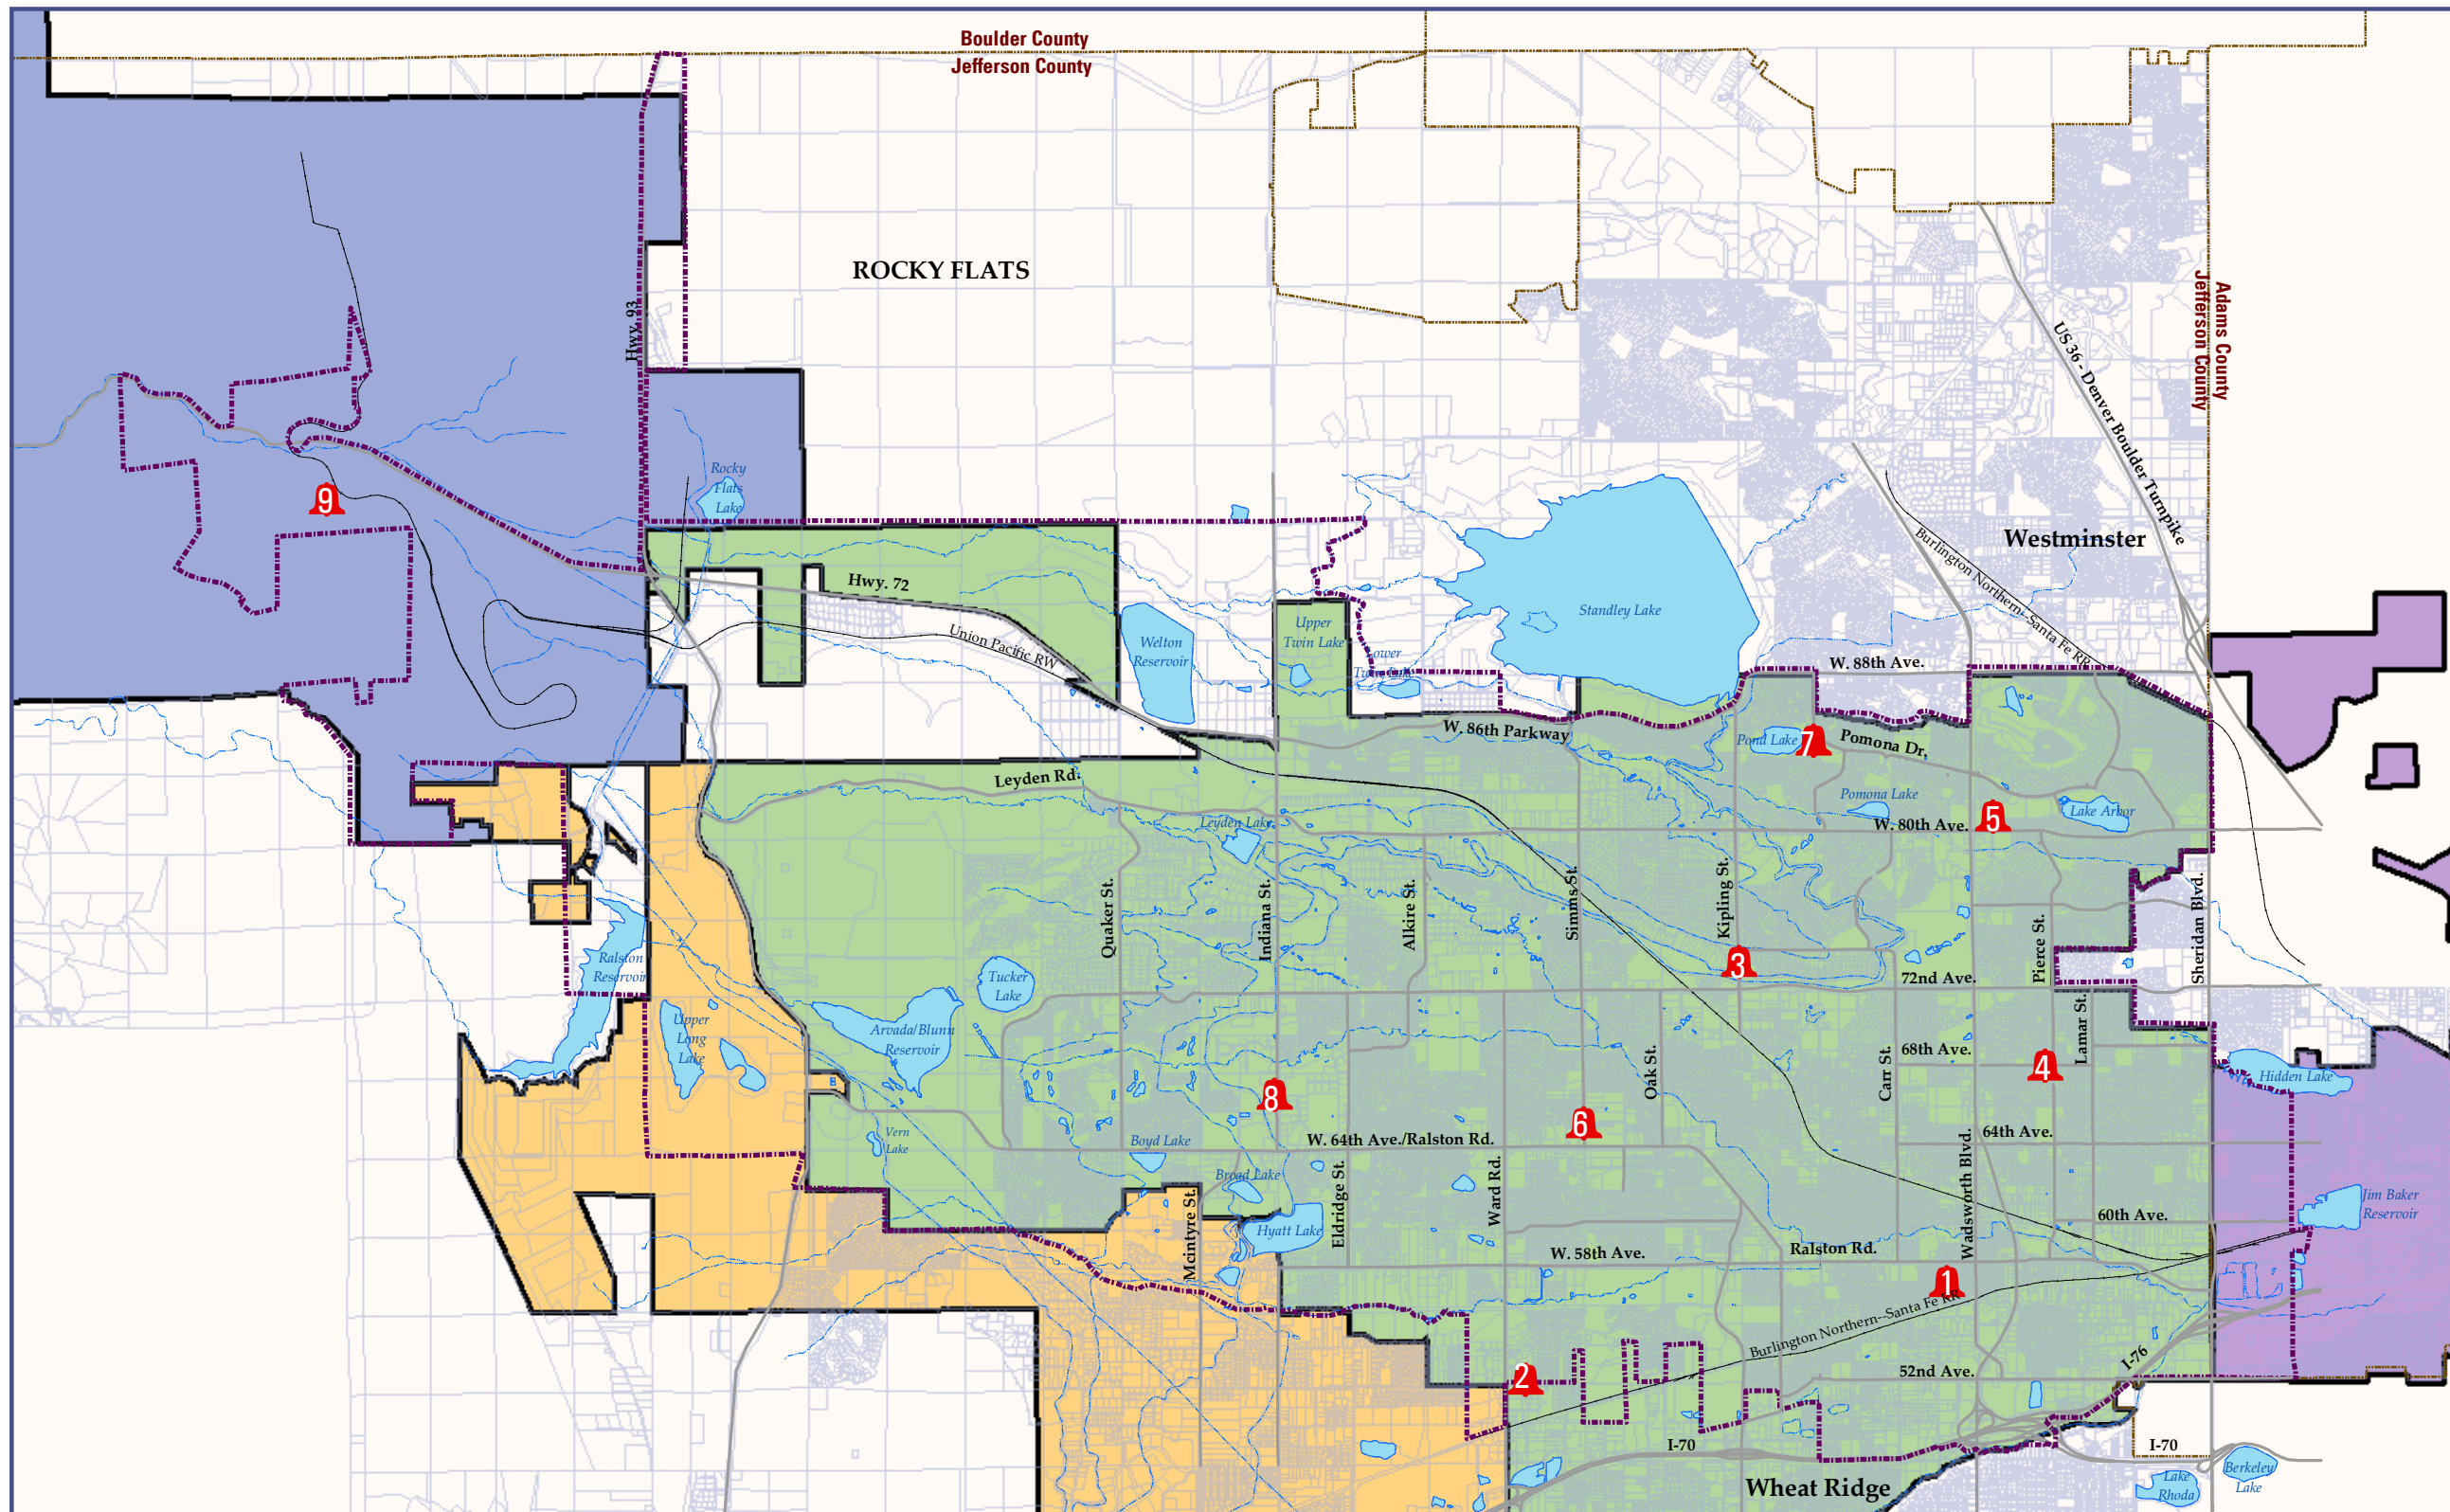 Boulder County
Jefferson County
ROCKY FLATS
Hwy. 93
Adams County
Jefferson County
US 36 - Denver Boulder Turnpike
Rocky
Flats
Lake
9
Westminster
Burlington Northern--Santa Fe RR
Hwy. 72
Union Pacific RW
Welton
Reservoir
Upper
Twin Lake
Lower
Twin Lake
Standley Lake
W. 88th Ave.
W. 86th Parkway
Pond Lake
7
Pomona Dr.
Leyden Rd.
Leyden Lake
Pomona Lake
W. 80th Ave.
5
Lake Arbor
Quaker St.
Indiana St.
Alkire St.
Simms St.
Kipling St.
Pierce St.
Sheridan Blvd.
Ralston
Reservoir
Tucker
Lake
3
72nd Ave.
Upper
Long
Lake
Arvada/Blunn
Reservoir
Oak St.
Carr St.
68th Ave.
4
Lamar St.
Hidden Lake
8
6
Vern
Lake
Boyd Lake
W. 64th Ave./Ralston Rd.
64th Ave.
Broad Lake
Mcintyre St.
Hyatt Lake
Eldridge St.
Ward Rd.
Wadsworth Blvd.
Jim Baker
Reservoir
60th Ave.
W. 58th Ave.
Ralston Rd.
1
Burlington Northern--Santa Fe RR
2
52nd Ave.
I-76
I-70
I-70
Wheat Ridge
Lake
Rhoda
Berkeley
Lake